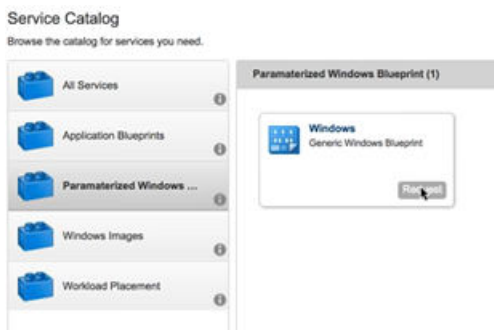 Service Catalog
Browse the catalog for services you need.
All Services
Application Blueprints
Paramaterized Windows ...
Windows Images
Workload Placement
Paramaterized Windows Blueprint (1)
Windows
Generic Windows Blueprint
Request